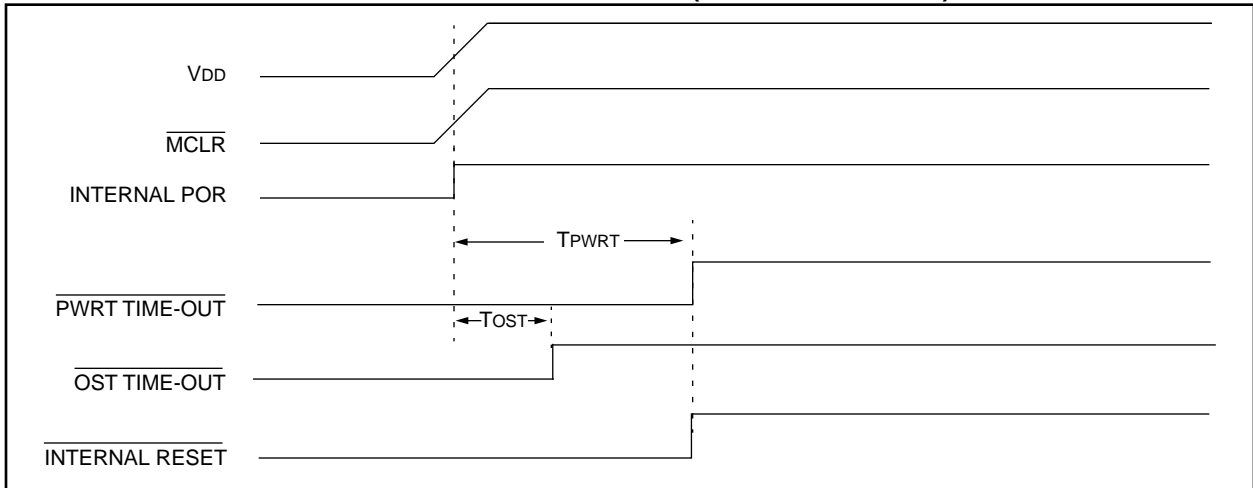 VDD
MCLR
INTERNAL POR
TPWRT
PWRT TIME-OUT
TOST
OST TIME-OUT
INTERNAL RESET